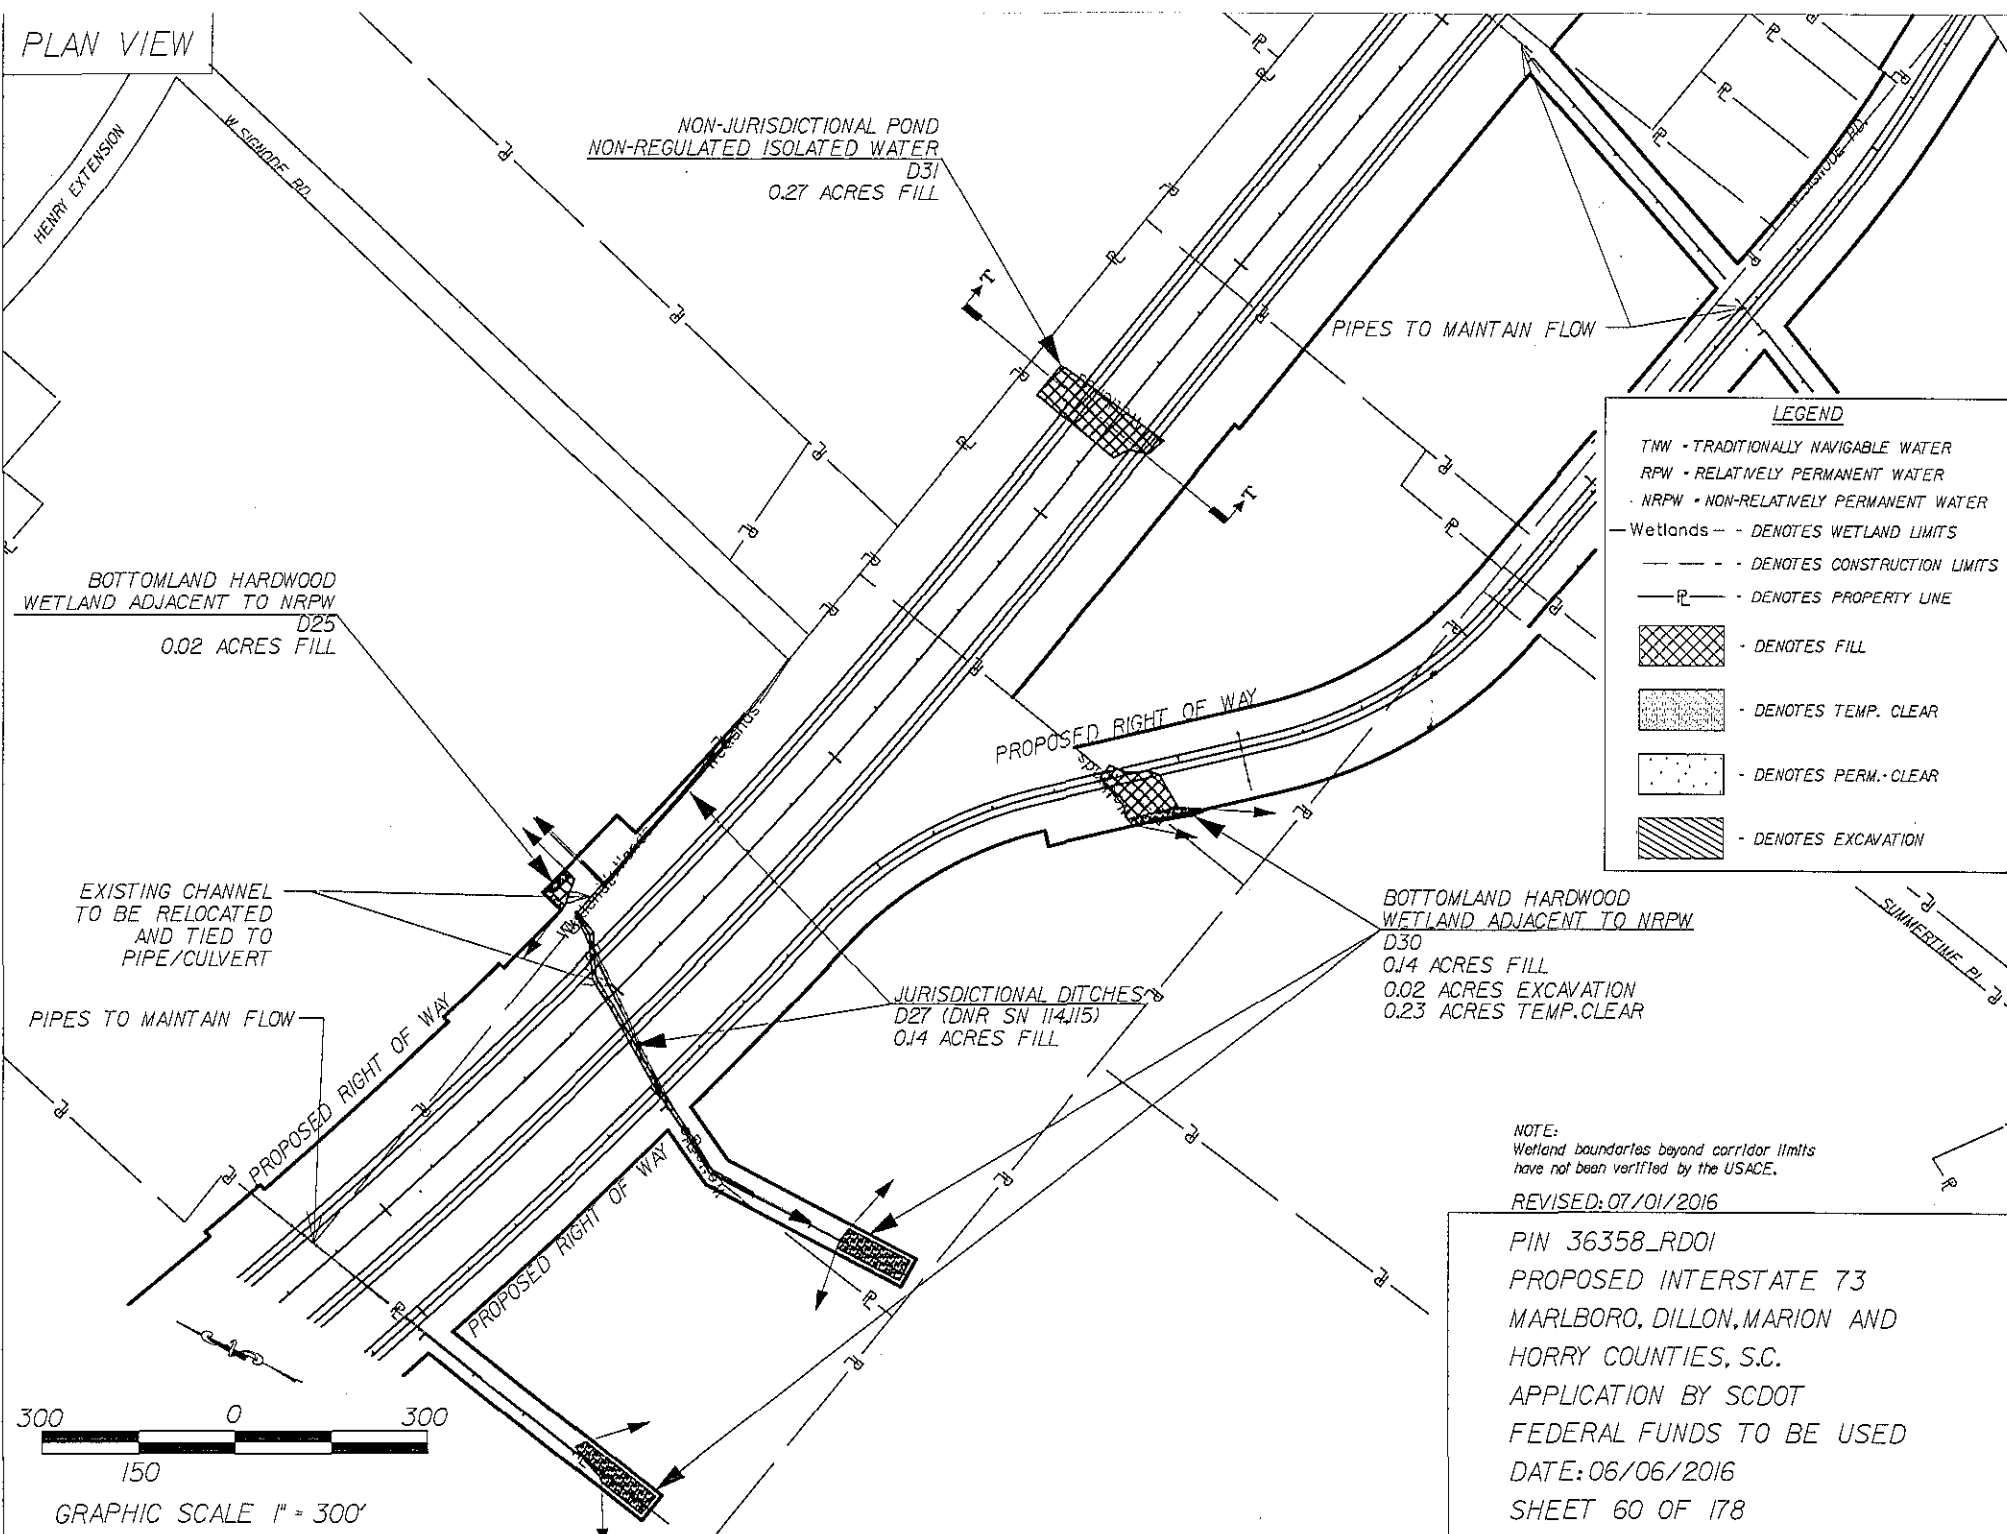 PLAN VIEW
HENRY EXTENSION
W. SIGNODE RD.
NON-JURISDICTIONAL POND
NON-REGULATED ISOLATED WATER
D31
0.27 ACRES FILL
T
T
PIPES TO MAINTAIN FLOW
SIGNODE RD.
LEGEND
TNW - TRADITIONALLY NAVIGABLE WATER
RPW - RELATIVELY PERMANENT WATER
NRPW - NON-RELATIVELY PERMANENT WATER
Wetlands - DENOTES WETLAND LIMITS
- DENOTES CONSTRUCTION LIMITS
PL - DENOTES PROPERTY LINE
- DENOTES FILL
- DENOTES TEMP. CLEAR
- DENOTES PERM. CLEAR
- DENOTES EXCAVATION
BOTTOMLAND HARDWOOD
WETLAND ADJACENT TO NRPW
D25
0.02 ACRES FILL
Wetlands
PROPOSED RIGHT OF WAY
EXISTING CHANNEL
TO BE RELOCATED
AND TIED TO
PIPE/CULVERT
PIPES TO MAINTAIN FLOW
PROPOSED RIGHT OF WAY
JURISDICTIONAL DITCHES
D27 (DNR SN 114,115)
0.14 ACRES FILL
BOTTOMLAND HARDWOOD
WETLAND ADJACENT TO NRPW
D30
0.14 ACRES FILL
0.02 ACRES EXCAVATION
0.23 ACRES TEMP. CLEAR
SUMMERTIME PL.
PROPOSED RIGHT OF WAY
NOTE:
Wetland boundaries beyond corridor limits
have not been verified by the USACE.
REVISED: 07/01/2016
PIN 36358_RD01
PROPOSED INTERSTATE 73
MARLBORO, DILLON, MARION AND
HORRY COUNTIES, S.C.
APPLICATION BY SCDOT
FEDERAL FUNDS TO BE USED
DATE: 06/06/2016
SHEET 60 OF 178
300 0 300
150
GRAPHIC SCALE 1" = 300'